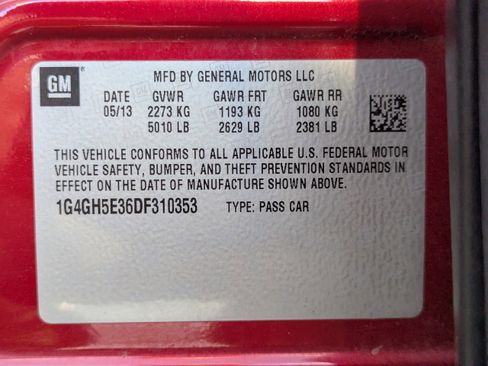 GM
®
MFD BY GENERAL MOTORS LLC
DATE GVWR GAWR FRT GAWR RR
05/13 2273 KG 1193 KG 1080 KG
5010 LB 2629 LB 2381 LB
THIS VEHICLE CONFORMS TO ALL APPLICABLE U.S. FEDERAL MOTOR
VEHICLE SAFETY, BUMPER, AND THEFT PREVENTION STANDARDS IN
EFFECT ON THE DATE OF MANUFACTURE SHOWN ABOVE.
1G4GH5E36DF310353 TYPE: PASS CAR